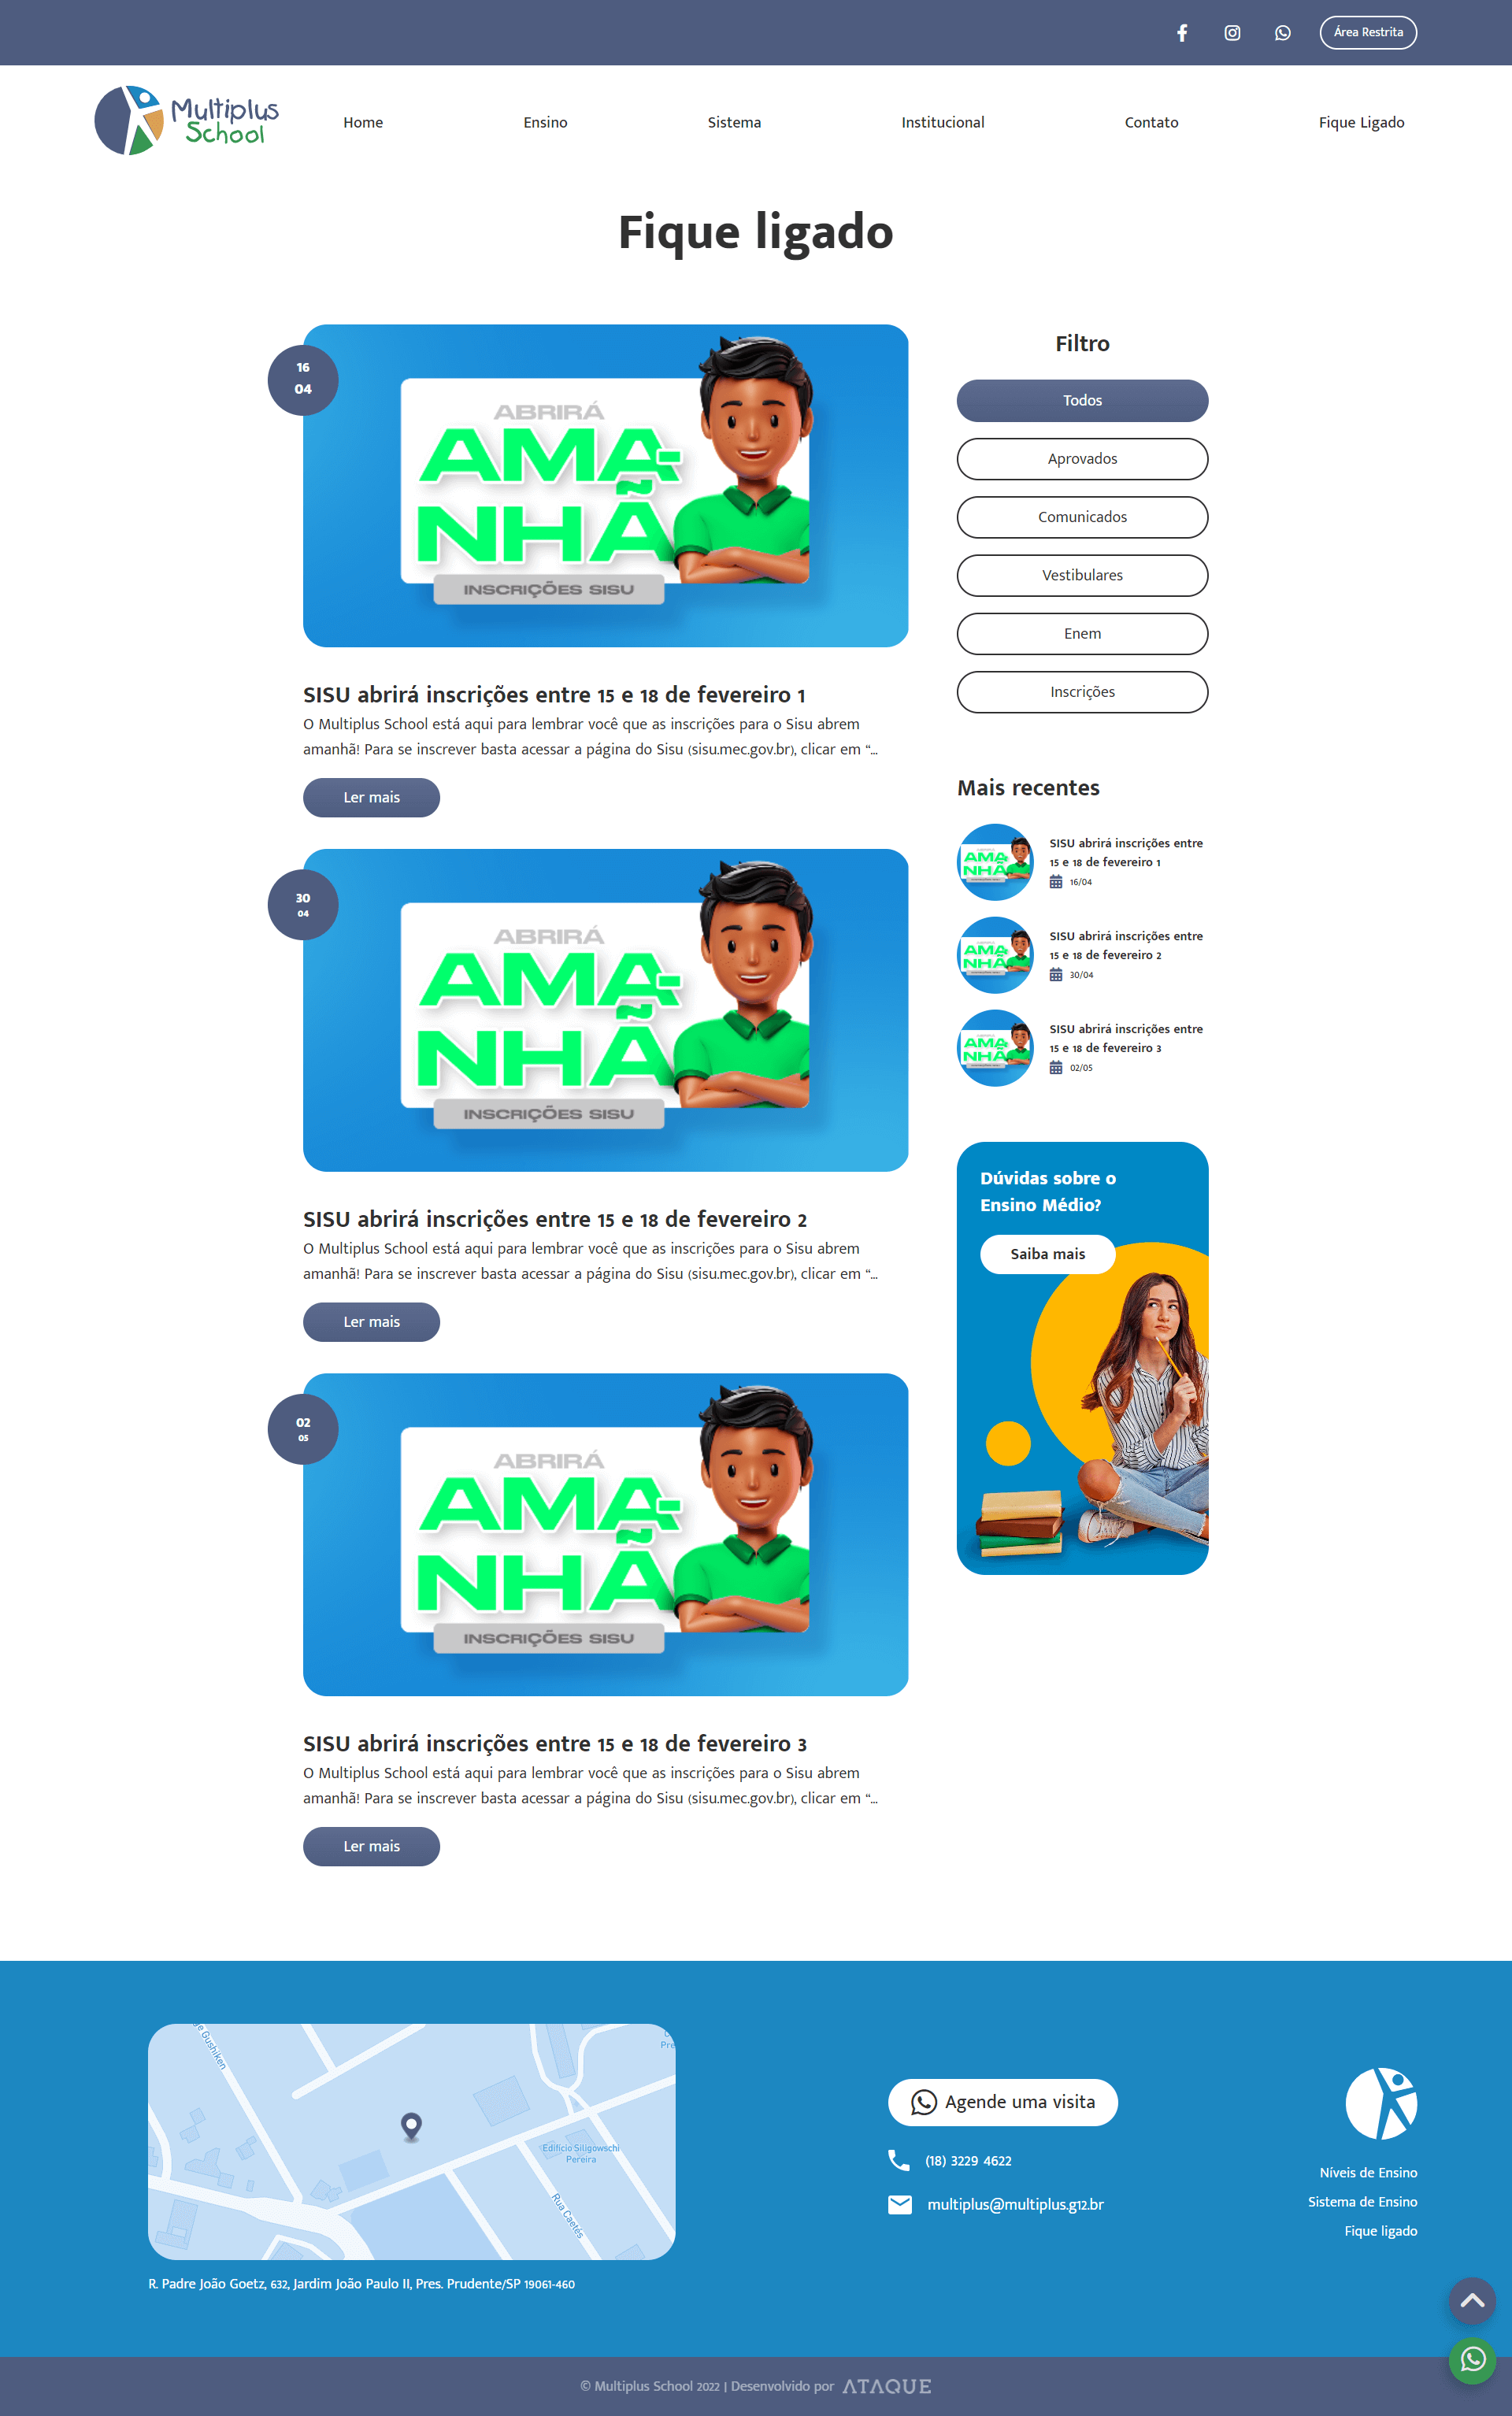 Área Restrita
Multiplus
School
Home
Ensino
Sistema
Institucional
Contato
Fique Ligado
Fique ligado
16
04
ABRIRÁ
AMA-
NHÃ
INSCRIÇÕES SISU
SISU abrirá inscrições entre 15 e 18 de fevereiro 1
O Multiplus School está aqui para lembrar você que as inscrições para o Sisu abrem
amanhã! Para se inscrever basta acessar a página do Sisu (sisu.mec.gov.br), clicar em “...
Ler mais
30
04
ABRIRÁ
AMA-
NHÃ
INSCRIÇÕES SISU
SISU abrirá inscrições entre 15 e 18 de fevereiro 2
O Multiplus School está aqui para lembrar você que as inscrições para o Sisu abrem
amanhã! Para se inscrever basta acessar a página do Sisu (sisu.mec.gov.br), clicar em “...
Ler mais
02
05
ABRIRÁ
AMA-
NHÃ
INSCRIÇÕES SISU
SISU abrirá inscrições entre 15 e 18 de fevereiro 3
O Multiplus School está aqui para lembrar você que as inscrições para o Sisu abrem
amanhã! Para se inscrever basta acessar a página do Sisu (sisu.mec.gov.br), clicar em “...
Ler mais
Filtro
Todos
Aprovados
Comunicados
Vestibulares
Enem
Inscrições
Mais recentes
AMA-
NHÃ
SISU abrirá inscrições entre
15 e 18 de fevereiro 1
16/04
AMA-
NHÃ
SISU abrirá inscrições entre
15 e 18 de fevereiro 2
30/04
AMA-
NHÃ
SISU abrirá inscrições entre
15 e 18 de fevereiro 3
02/05
Dúvidas sobre o
Ensino Médio?
Saiba mais
Gushiken
Edifício Siligowschi
Pereira
Rua Caetés
R. Padre João Goetz, 632, Jardim João Paulo II, Pres. Prudente/SP 19061-460
Agende uma visita
(18) 3229 4622
multiplus@multiplus.g12.br
Níveis de Ensino
Sistema de Ensino
Fique ligado
© Multiplus School 2022 | Desenvolvido por ATAQUE